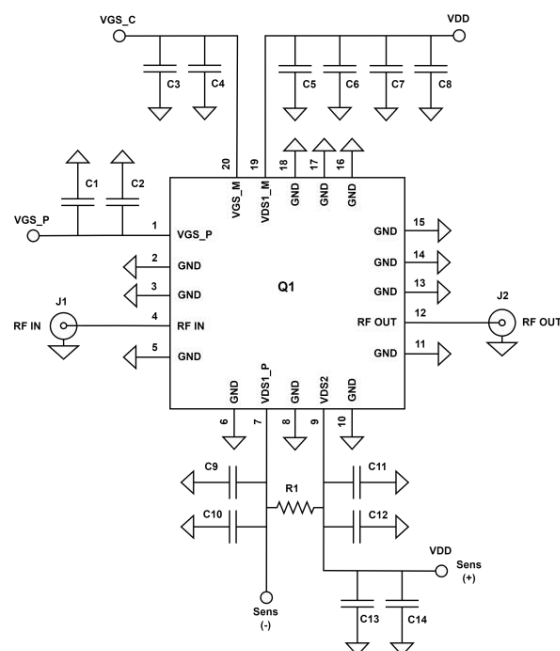 VGS_C
VDD
C3
C4
C5
C6
C7
C8
20
19
18
17
16
C1
C2
VGS_M
VDS1_M
GND
GND
GND
VGS_P
1
VGS_P
GND
15
2
GND
GND
14
3
GND
Q1
GND
13
J1
J2
RF IN
4
RF IN
RF OUT
12
RF OUT
5
GND
GND
11
GND
VDS1_P
GND
VDS2
GND
6
7
8
9
10
C9
C11
R1
C10
C12
VDD
Sens
(+)
Sens
(-)
C13
C14